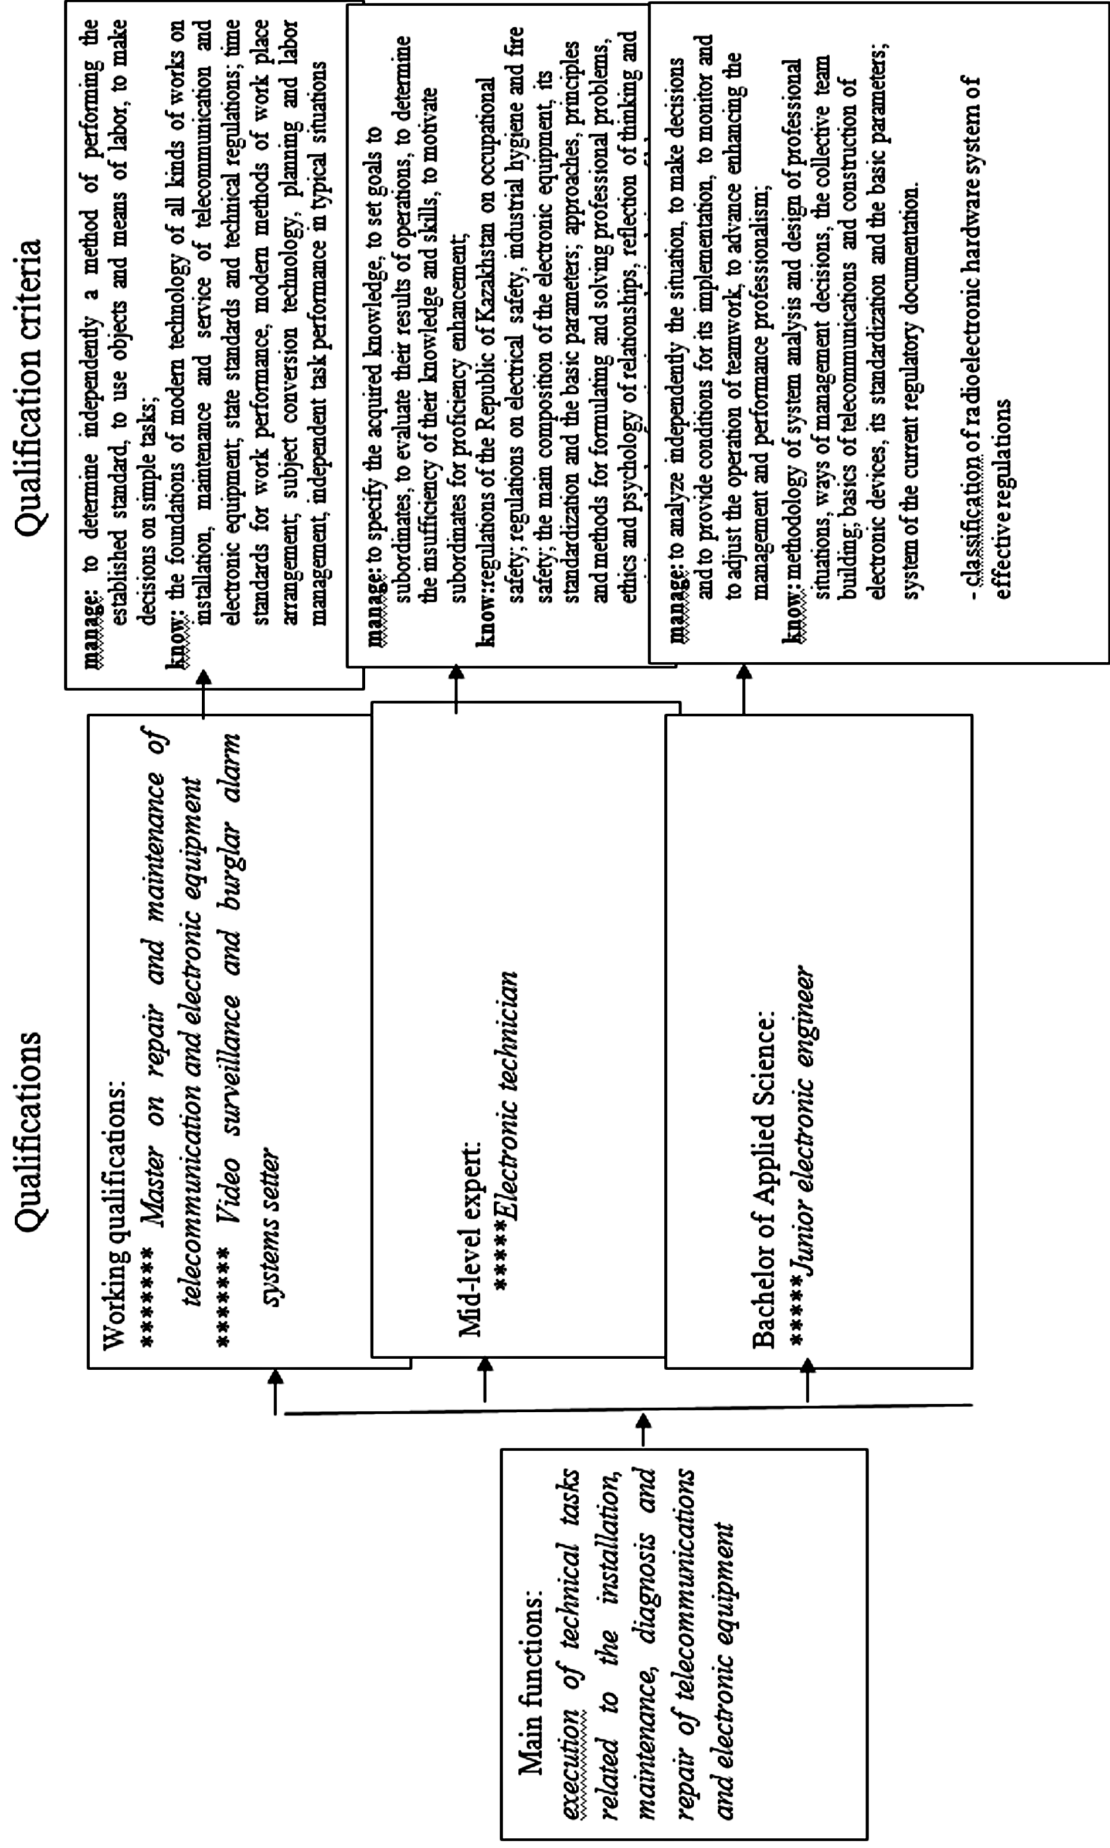 Qualifications
Qualification criteria
Main functions:
execution of technical tasks
related to the installation,
maintenance, diagnosis and
repair of telecommunications
and electronic equipment
Working qualifications:
******* Master on repair and maintenance of
telecommunication and electronic equipment
******* Video surveillance and burglar alarm
systems setter
Mid-level expert:
*****Electronic technician
Bachelor of Applied Science:
*****Junior electronic engineer
manage: to determine independently a method of performing the
established standard, to use objects and means of labor, to make
decisions on simple tasks;
know: the foundations of modern technology of all kinds of works on
installation, maintenance and service of telecommunication and
electronic equipment; state standards and technical regulations; time
standards for work performance, modern methods of work place
arrangement; subject conversion technology, planning and labor
management, independent task performance in typical situations
manage: to specify the acquired knowledge, to set goals to
subordinates, to evaluate their results of operations, to determine
the insufficiency of their knowledge and skills, to motivate
subordinates for proficiency enhancement;
know:regulations of the Republic of Kazakhstan on occupational
safety; regulations on electrical safety, industrial hygiene and fire
safety; the main composition of the electronic equipment, its
standardization and the basic parameters; approaches, principles
and methods for formulating and solving professional problems,
ethics and psychology of relationships, reflection of thinking and
manage: to analyze independently the situation, to make decisions
and to provide conditions for its implementation, to monitor and
to adjust the operation of teamwork, to advance enhancing the
management and performance professionalism;
know: methodology of system analysis and design of professional
situations, ways of management decisions, the collective team
building; basics of telecommunications and construction of
electronic devices, its standardization and the basic parameters;
system of the current regulatory documentation.
- classification of radioelectronic hardware system of
effective regulations